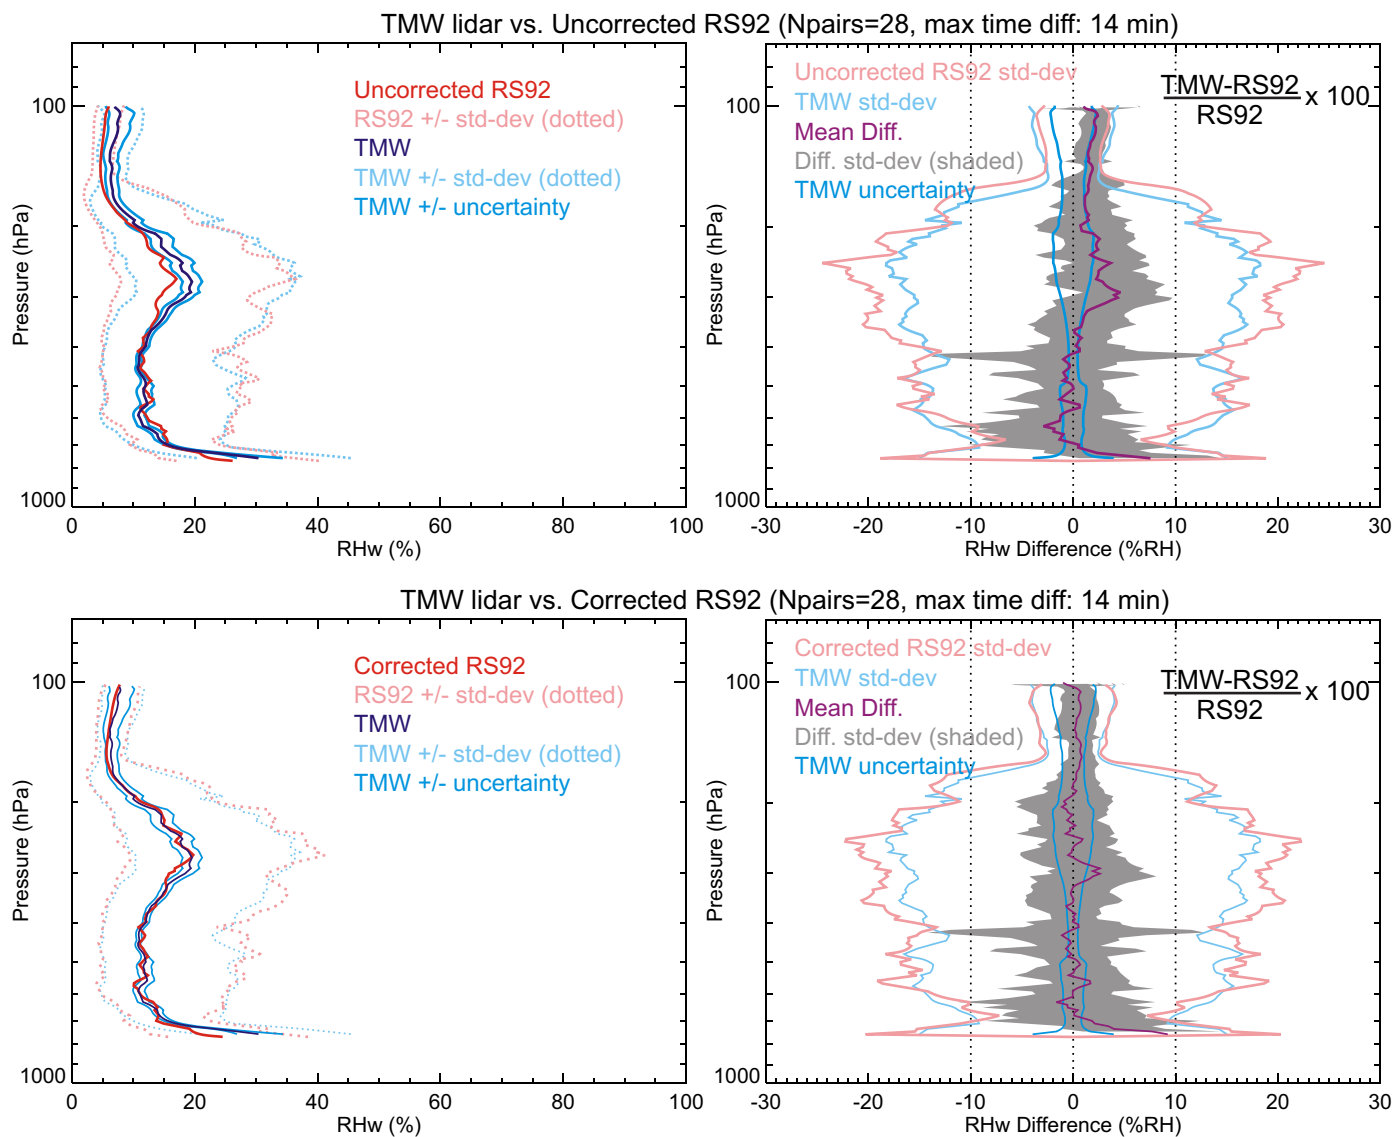 TMW lidar vs. Uncorrected RS92 (Npairs=28, max time diff: 14 min)
Uncorrected RS92
RS92 +/- std-dev (dotted)
TMW
TMW +/- std-dev (dotted)
TMW +/- uncertainty
100
1000
Pressure (hPa)
0 20 40 60 80 100
RHw (%)
Uncorrected RS92 std-dev
TMW std-dev
Mean Diff.
Diff. std-dev (shaded)
TMW uncertainty
TMW-RS92
RS92
x 100
100
1000
Pressure (hPa)
-30 -20 -10 0 10 20 30
RHw Difference (%RH)
TMW lidar vs. Corrected RS92 (Npairs=28, max time diff: 14 min)
Corrected RS92
RS92 +/- std-dev (dotted)
TMW
TMW +/- std-dev (dotted)
TMW +/- uncertainty
100
1000
Pressure (hPa)
0 20 40 60 80 100
RHw (%)
Corrected RS92 std-dev
TMW std-dev
Mean Diff.
Diff. std-dev (shaded)
TMW uncertainty
TMW-RS92
RS92
x 100
100
1000
Pressure (hPa)
-30 -20 -10 0 10 20 30
RHw Difference (%RH)